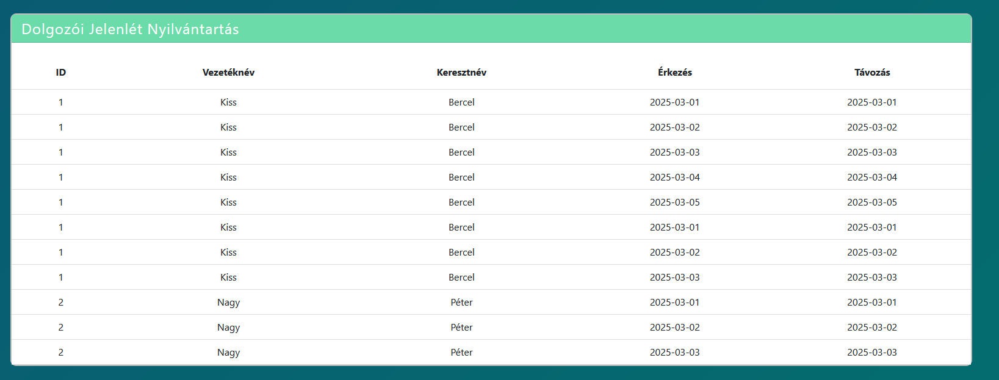 Dolgozói Jelenlét Nyilvántartás
ID Vezetéknév Keresztnév Érkezés Távozás
1 Kiss Bercel 2025-03-01 2025-03-01
1 Kiss Bercel 2025-03-02 2025-03-02
1 Kiss Bercel 2025-03-03 2025-03-03
1 Kiss Bercel 2025-03-04 2025-03-04
1 Kiss Bercel 2025-03-05 2025-03-05
1 Kiss Bercel 2025-03-01 2025-03-01
1 Kiss Bercel 2025-03-02 2025-03-02
1 Kiss Bercel 2025-03-03 2025-03-03
2 Nagy Péter 2025-03-01 2025-03-01
2 Nagy Péter 2025-03-02 2025-03-02
2 Nagy Péter 2025-03-03 2025-03-03